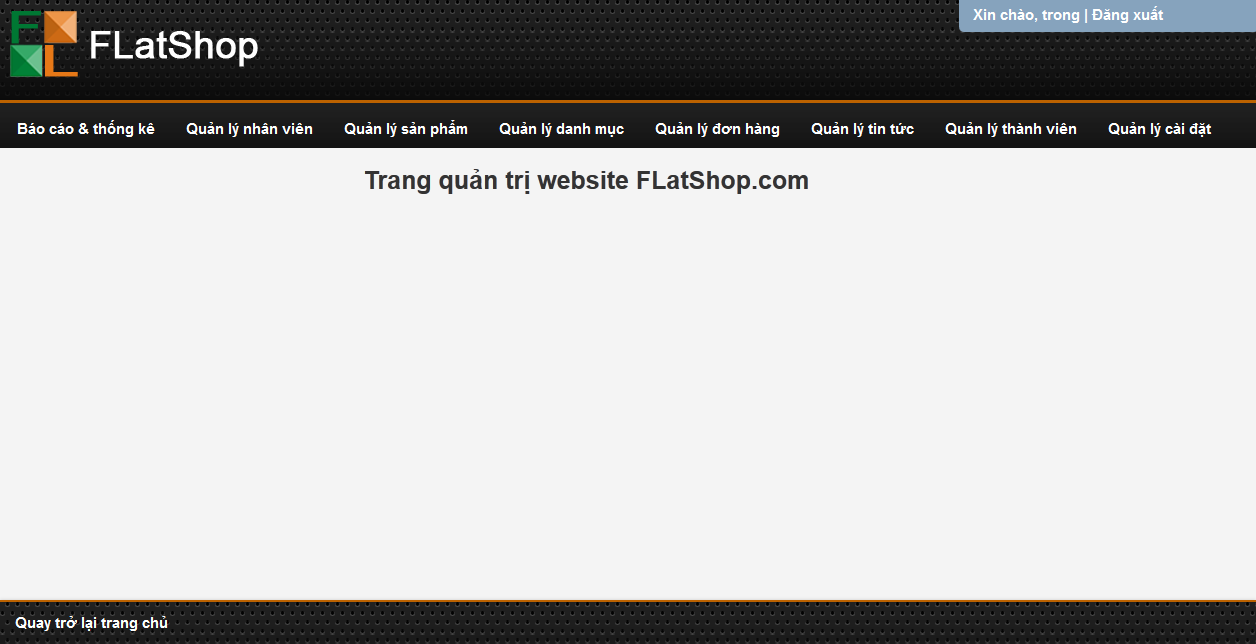 Xin chào, trong | Đăng xuất
F
L
FLatShop
Báo cáo & thống kê Quản lý nhân viên Quản lý sản phẩm Quản lý danh mục Quản lý đơn hàng Quản lý tin tức Quản lý thành viên Quản lý cài đặt
Trang quản trị website FLatShop.com
Quay trở lại trang chủ